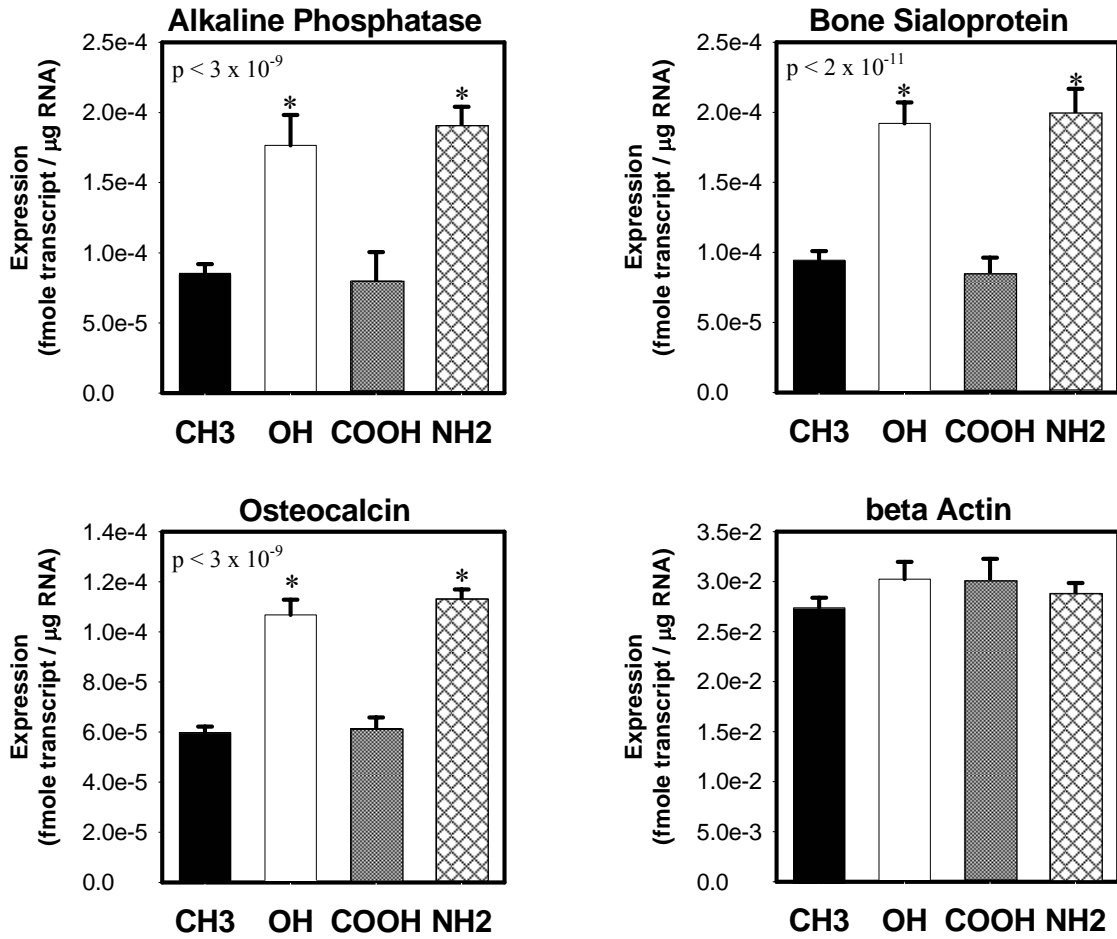 Alkaline Phosphatase
Expression
(fmole transcript / µg RNA)
2.5e-4
2.0e-4
1.5e-4
1.0e-4
5.0e-5
0.0
p < 3 x 10-9
*
*
CH3 OH COOH NH2
Bone Sialoprotein
Expression
(fmole transcript / µg RNA)
2.5e-4
2.0e-4
1.5e-4
1.0e-4
5.0e-5
0.0
p < 2 x 10-11
*
*
CH3 OH COOH NH2
Osteocalcin
Expression
(fmole transcript / µg RNA)
1.4e-4
1.2e-4
1.0e-4
8.0e-5
6.0e-5
4.0e-5
2.0e-5
0.0
p < 3 x 10-9
*
*
CH3 OH COOH NH2
beta Actin
Expression
(fmole transcript / µg RNA)
3.5e-2
3.0e-2
2.5e-2
2.0e-2
1.5e-2
1.0e-2
5.0e-3
0.0
CH3 OH COOH NH2